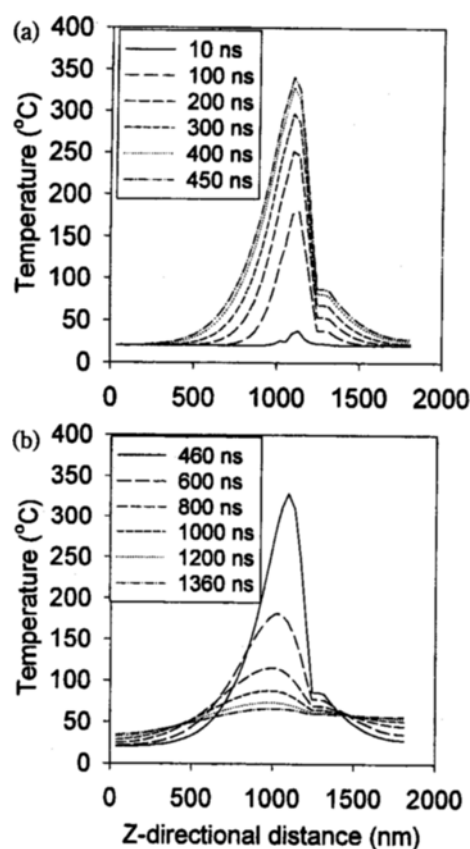 (a)
400
350
300
250
200
150
100
50
0
Temperature (°C)
10 ns
100 ns
200 ns
300 ns
400 ns
450 ns
0 500 1000 1500 2000
(b)
400
350
300
250
200
150
100
50
0
Temperature (°C)
460 ns
600 ns
800 ns
1000 ns
1200 ns
1360 ns
0 500 1000 1500 2000
Z-directional distance (nm)